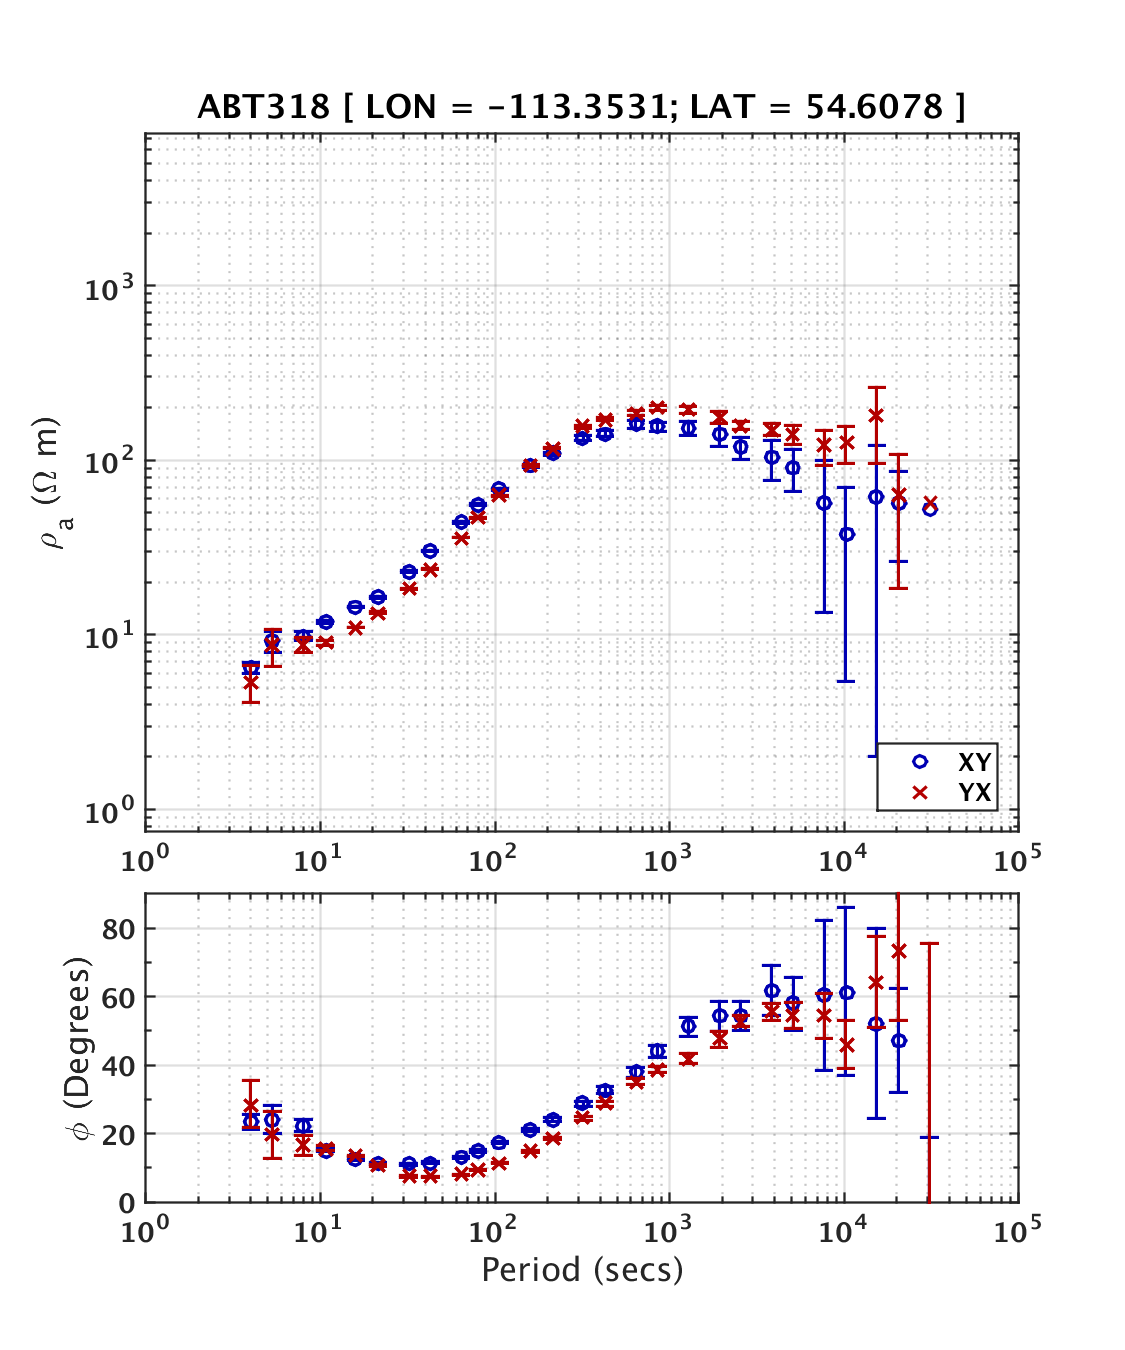 ABT318 [ LON = -113.3531; LAT = 54.6078 ]
ρₐ (Ω m)
10³
10²
10¹
10⁰
XY
YX
10⁰ 10¹ 10² 10³ 10⁴ 10⁵
ϕ (Degrees)
80
60
40
20
0
10⁰ 10¹ 10² 10³ 10⁴ 10⁵
Period (secs)